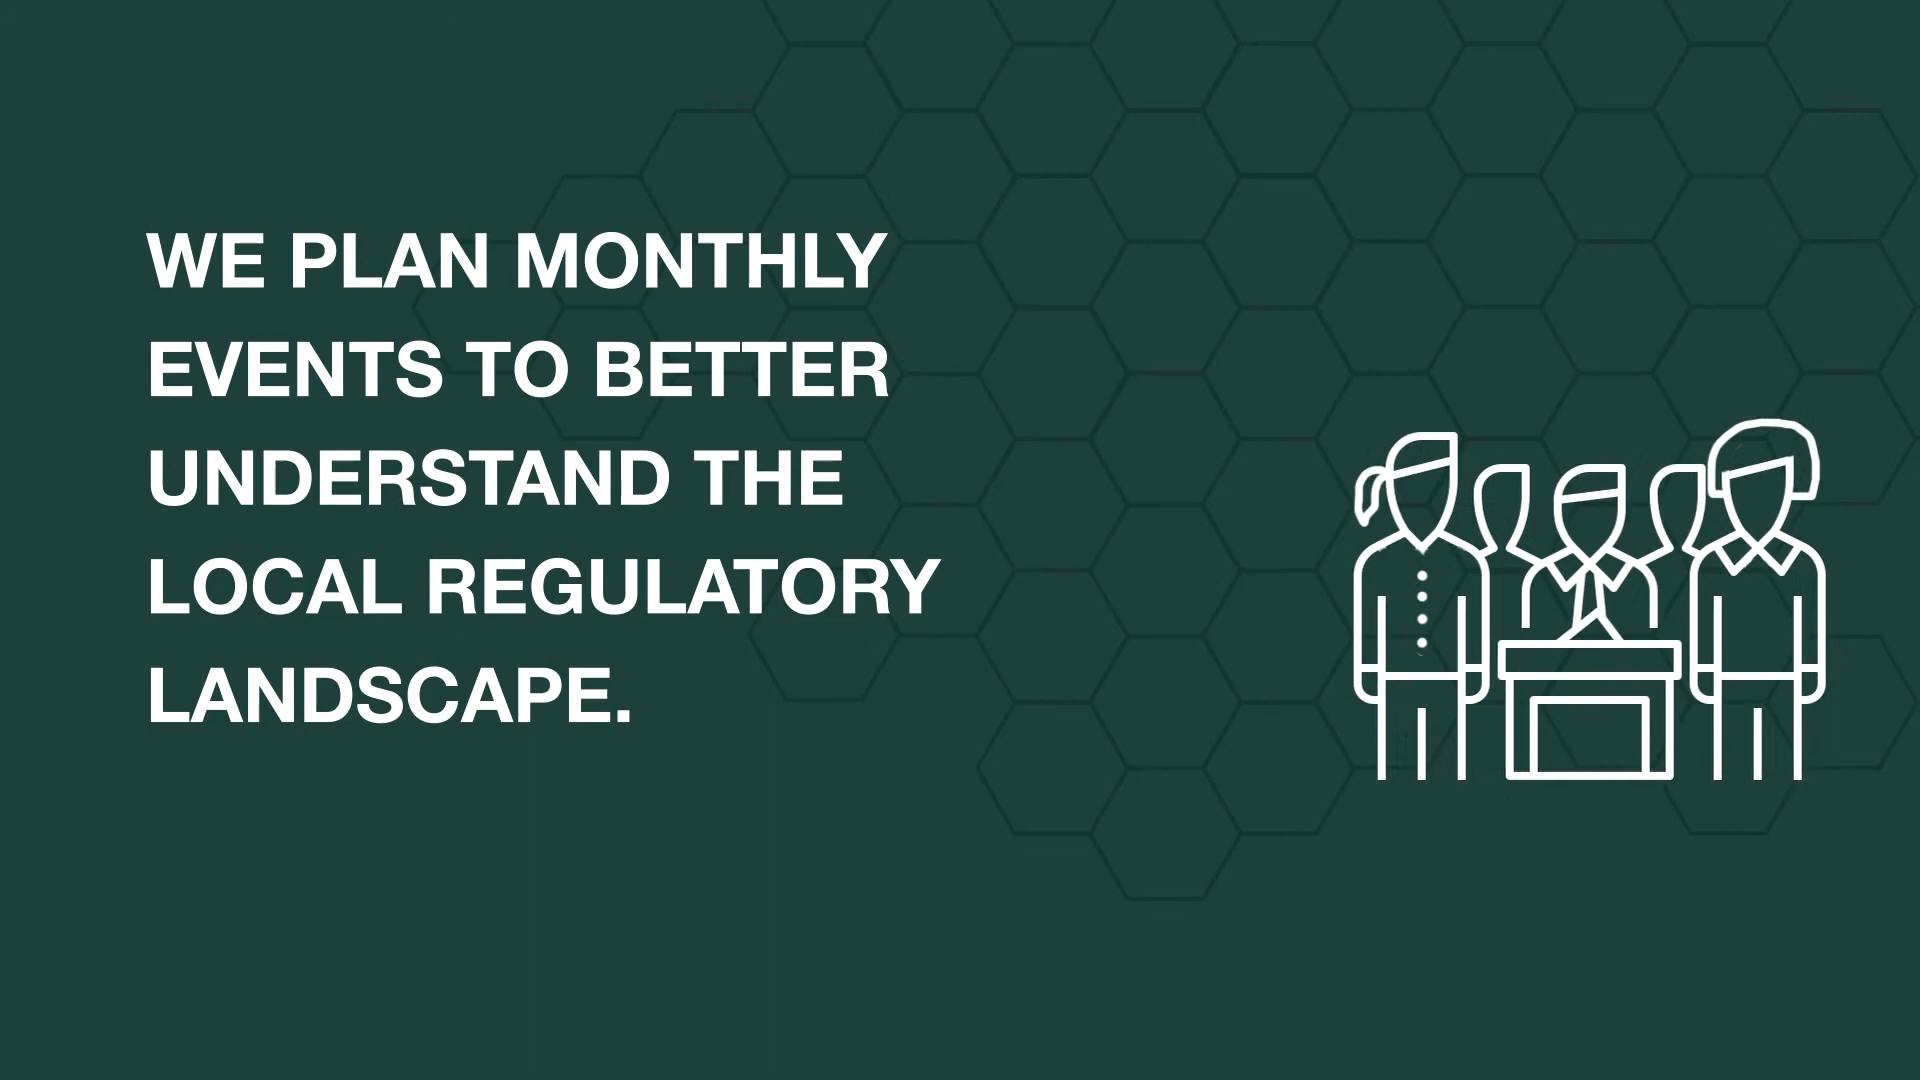 WE PLAN MONTHLY
EVENTS TO BETTER
UNDERSTAND THE
LOCAL REGULATORY
LANDSCAPE.